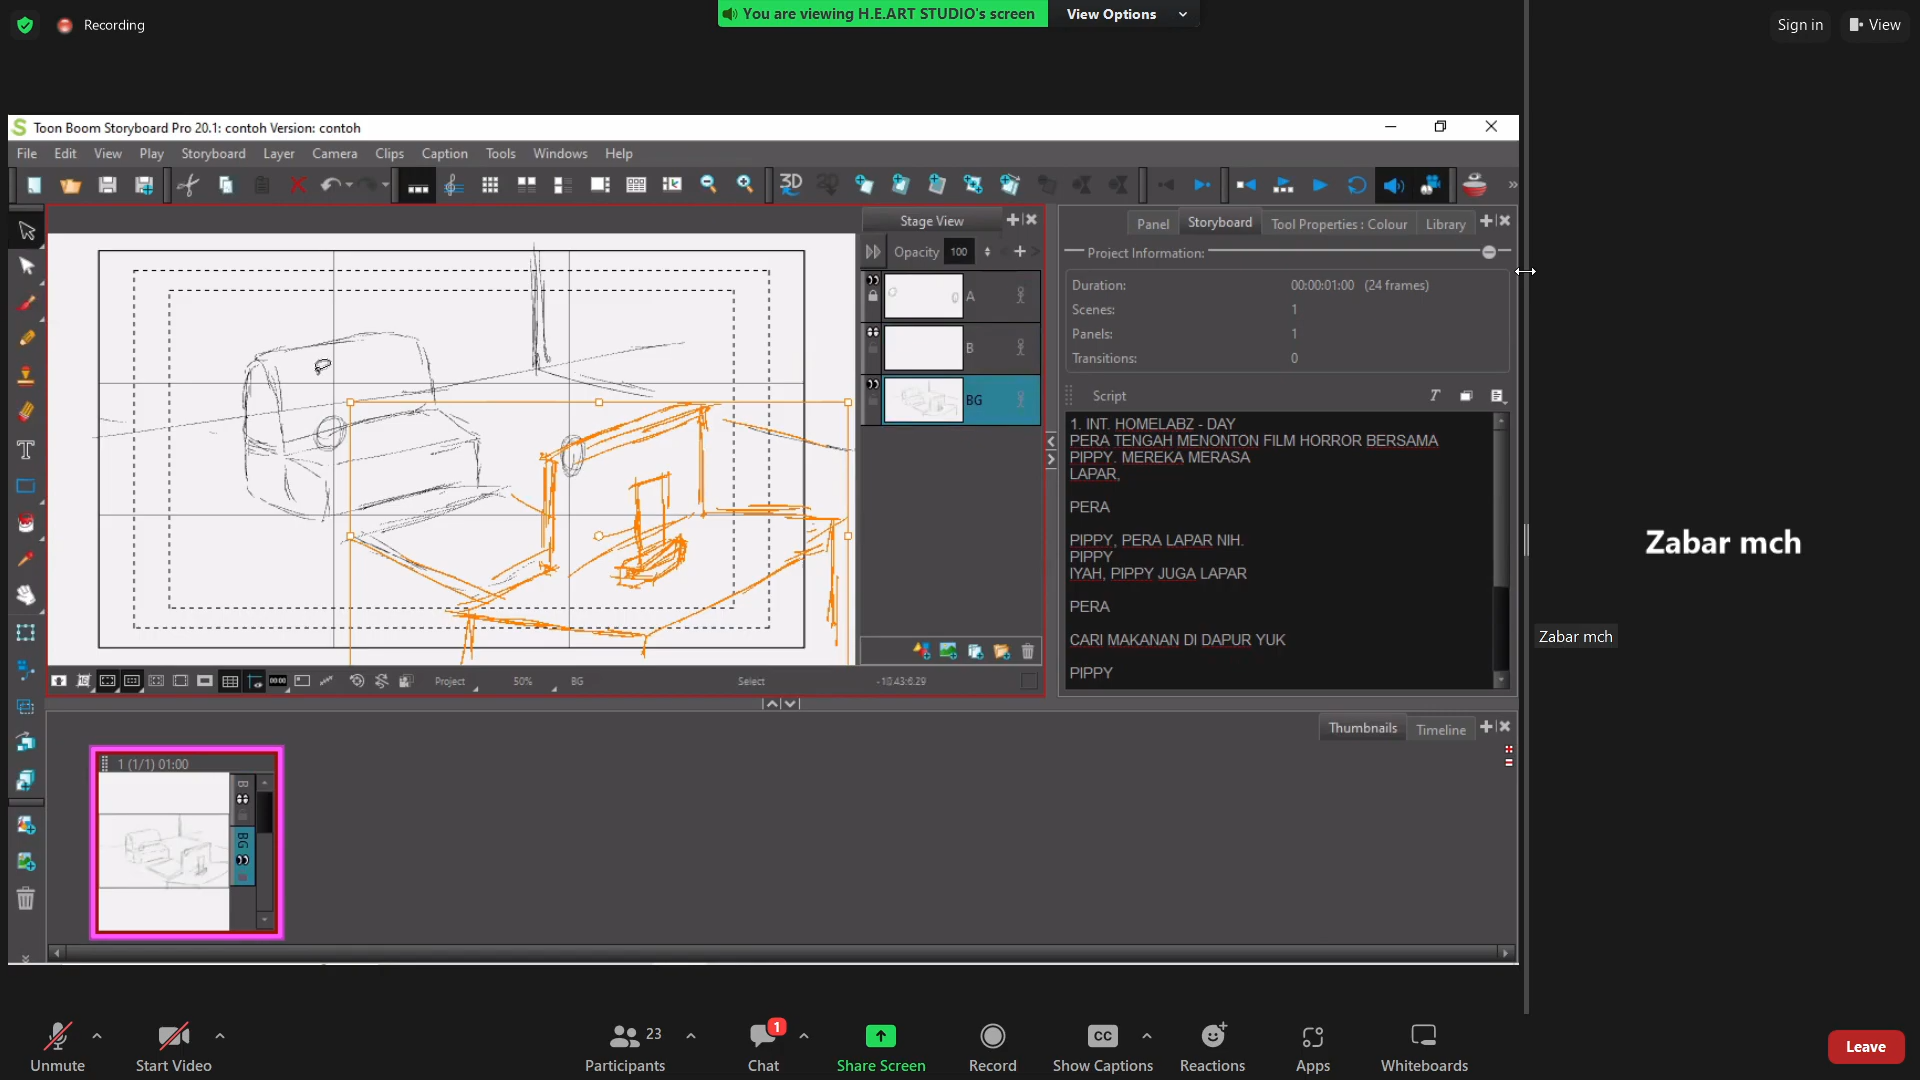 Recording
You are viewing H.E.ART STUDIO's screen
View Options
Sign in
View
Toon Boom Storyboard Pro 20.1: contoh Version: contoh
File Edit View Play Storyboard Layer Camera Clips Caption Tools Windows Help
3D
Stage View
Opacity 100
A
B
BG
Panel Storyboard Tool Properties : Colour Library
Project Information:
Duration: 00:00:01:00 (24 frames)
Scenes: 1
Panels: 1
Transitions: 0
Script
1. INT. HOMELABZ - DAY
PERA TENGAH MENONTON FILM HORROR BERSAMA
PIPPY. MEREKA MERASA
LAPAR,
PERA
PIPPY, PERA LAPAR NIH.
PIPPY
IYAH, PIPPY JUGA LAPAR
PERA
CARI MAKANAN DI DAPUR YUK
PIPPY
Project 50% BG Select
Thumbnails Timeline
1 (1/1) 01:00
B
BG
Zabar mch
Zabar mch
Unmute
Start Video
Participants 23
Chat 1
Share Screen
Record
CC
Show Captions
Reactions
Apps
Whiteboards
Leave